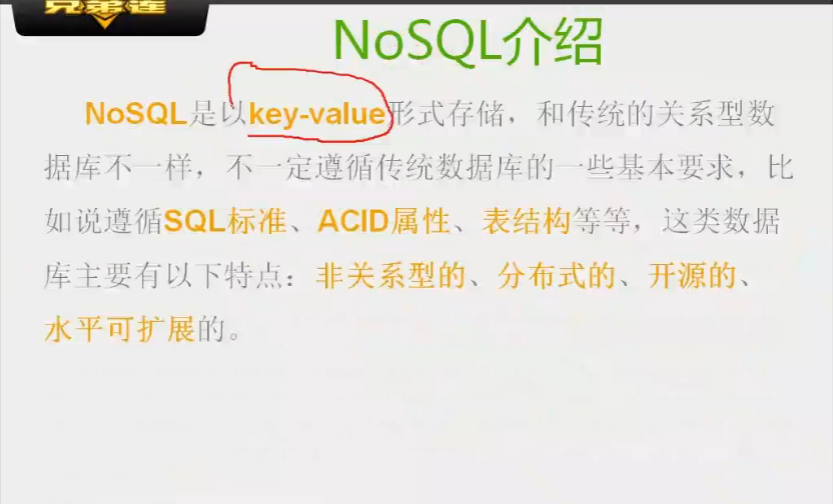 兄弟连
NoSQL介绍
NoSQL是以key-value形式存储，和传统的关系型数
据库不一样，不一定遵循传统数据库的一些基本要求，比
如说遵循SQL标准、ACID属性、表结构等等，这类数据
库主要有以下特点：非关系型的、分布式的、开源的、
水平可扩展的。